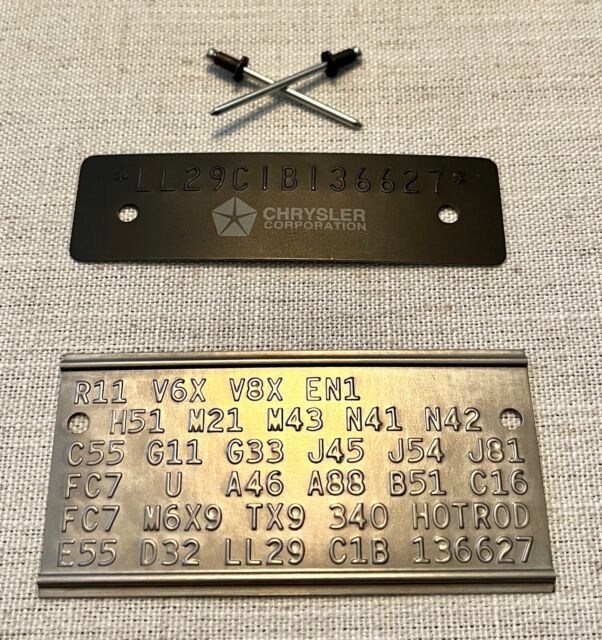 *LL29C1B136627*
CHRYSLER
CORPORATION
R11 V6X V8X EN1
H51 M21 M43 N41 N42
C55 G11 G33 J45 J54 J81
FC7 U A46 A88 B51 C16
FC7 M6X9 TX9 340 HOTROD
E55 D32 LL29 C1B 136627